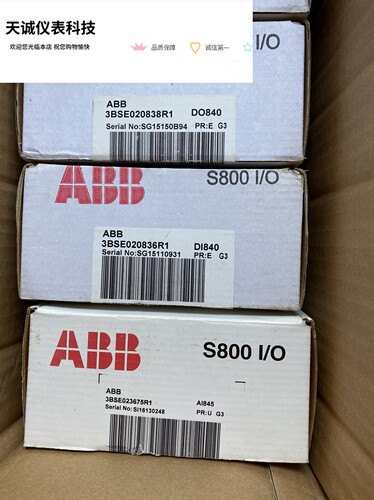 天诚仪表科技
欢迎您光临本店 祝您购物愉快
品质保障
诚信第一
I/O
ABB
3BSE020838R1 DO840
Serial No:SG15150B94 PR:E G3
ABB
S800 I/O
ABB
3BSE020836R1 DI840
Serial No:SG15110931 PR:E G3
ABB
S800 I/O
ABB
3BSE023675R1 AI845
Serial No:SI16130248 PR:U G3